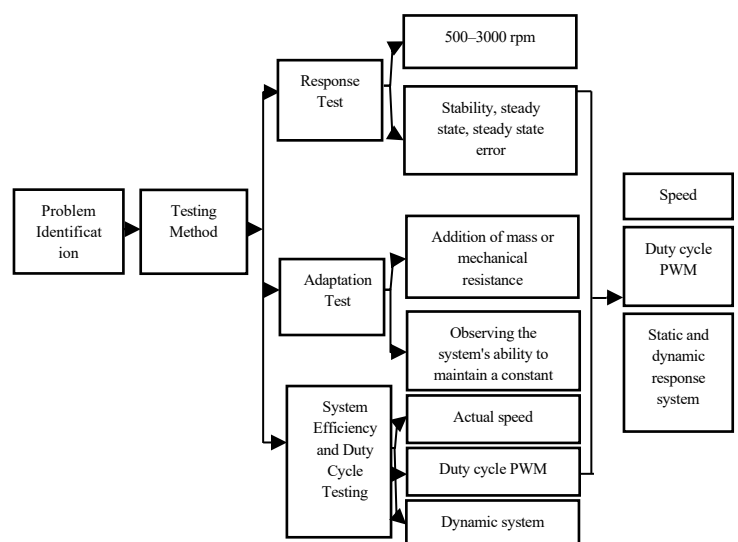 Problem
Identificat
ion
Testing
Method
Response
Test
500–3000 rpm
Stability, steady
state, steady state
error
Adaptation
Test
Addition of mass or
mechanical
resistance
Observing the
system's ability to
maintain a constant
System
Efficiency
and Duty
Cycle
Testing
Actual speed
Duty cycle PWM
Dynamic system
Speed
Duty cycle
PWM
Static and
dynamic
response
system